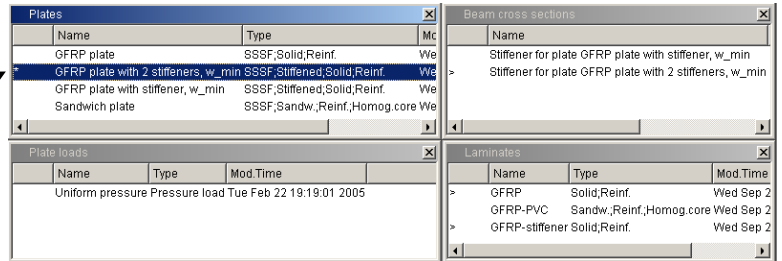 Plates
Name Type Mo
GFRP plate SSSF;Solid;Reinf. We
* GFRP plate with 2 stiffeners, w_min SSSF;Stiffened;Solid;Reinf. We
GFRP plate with stiffener, w_min SSSF;Stiffened;Solid;Reinf. We
Sandwich plate SSSF;Sandw.;Reinf.;Homog.core We
Beam cross sections
Name
Stiffener for plate GFRP plate with stiffener, w_min
> Stiffener for plate GFRP plate with 2 stiffeners, w_min
Plate loads
Name Type Mod.Time
Uniform pressure Pressure load Tue Feb 22 19:19:01 2005
Laminates
Name Type Mod.Time
> GFRP Solid;Reinf. Wed Sep 2
GFRP-PVC Sandw.;Reinf.;Homog.core Wed Sep 2
> GFRP-stiffener Solid;Reinf. Wed Sep 2